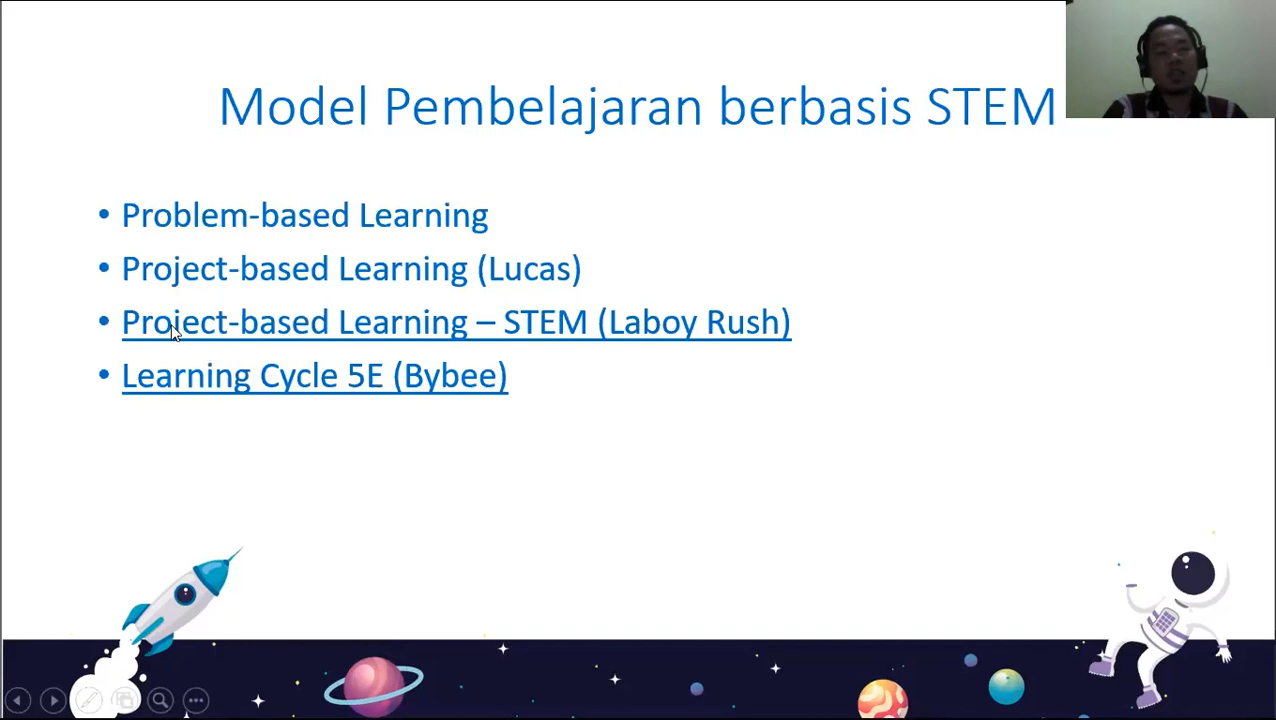 Model Pembelajaran berbasis STEM
• Problem-based Learning
• Project-based Learning (Lucas)
• Project-based Learning – STEM (Laboy Rush)
• Learning Cycle 5E (Bybee)